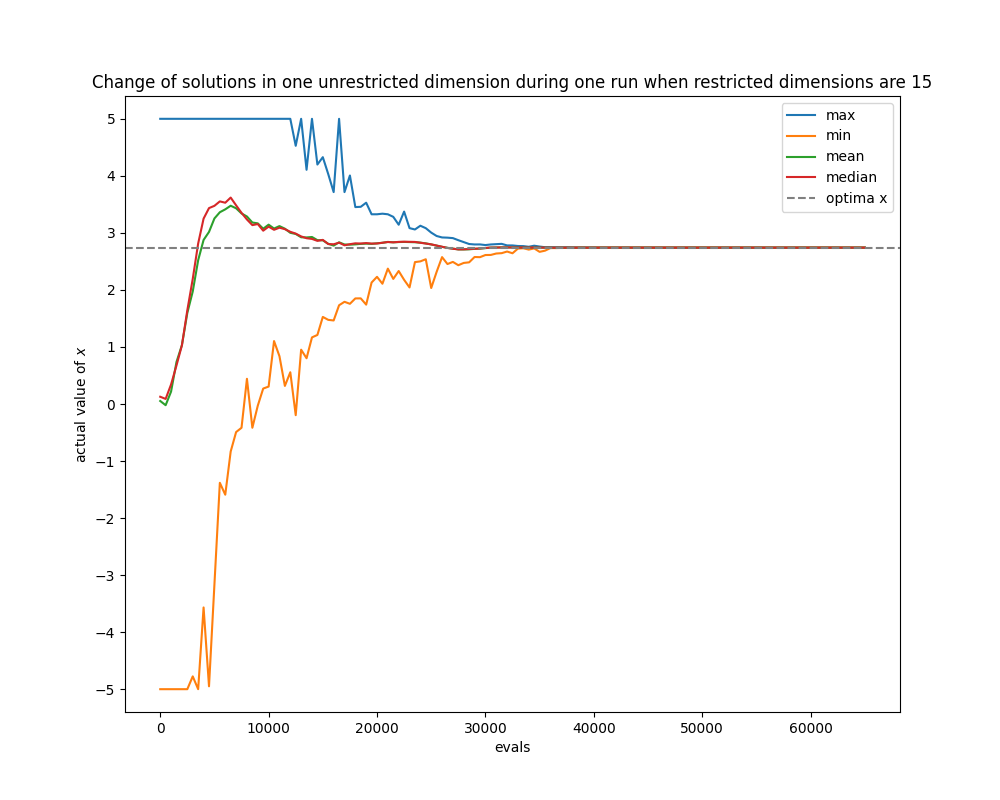 Change of solutions in one unrestricted dimension during one run when restricted dimensions are 15
max
min
mean
median
optima x
actual value of x
5
4
3
2
1
0
−1
−2
−3
−4
−5
0 10000 20000 30000 40000 50000 60000
evals